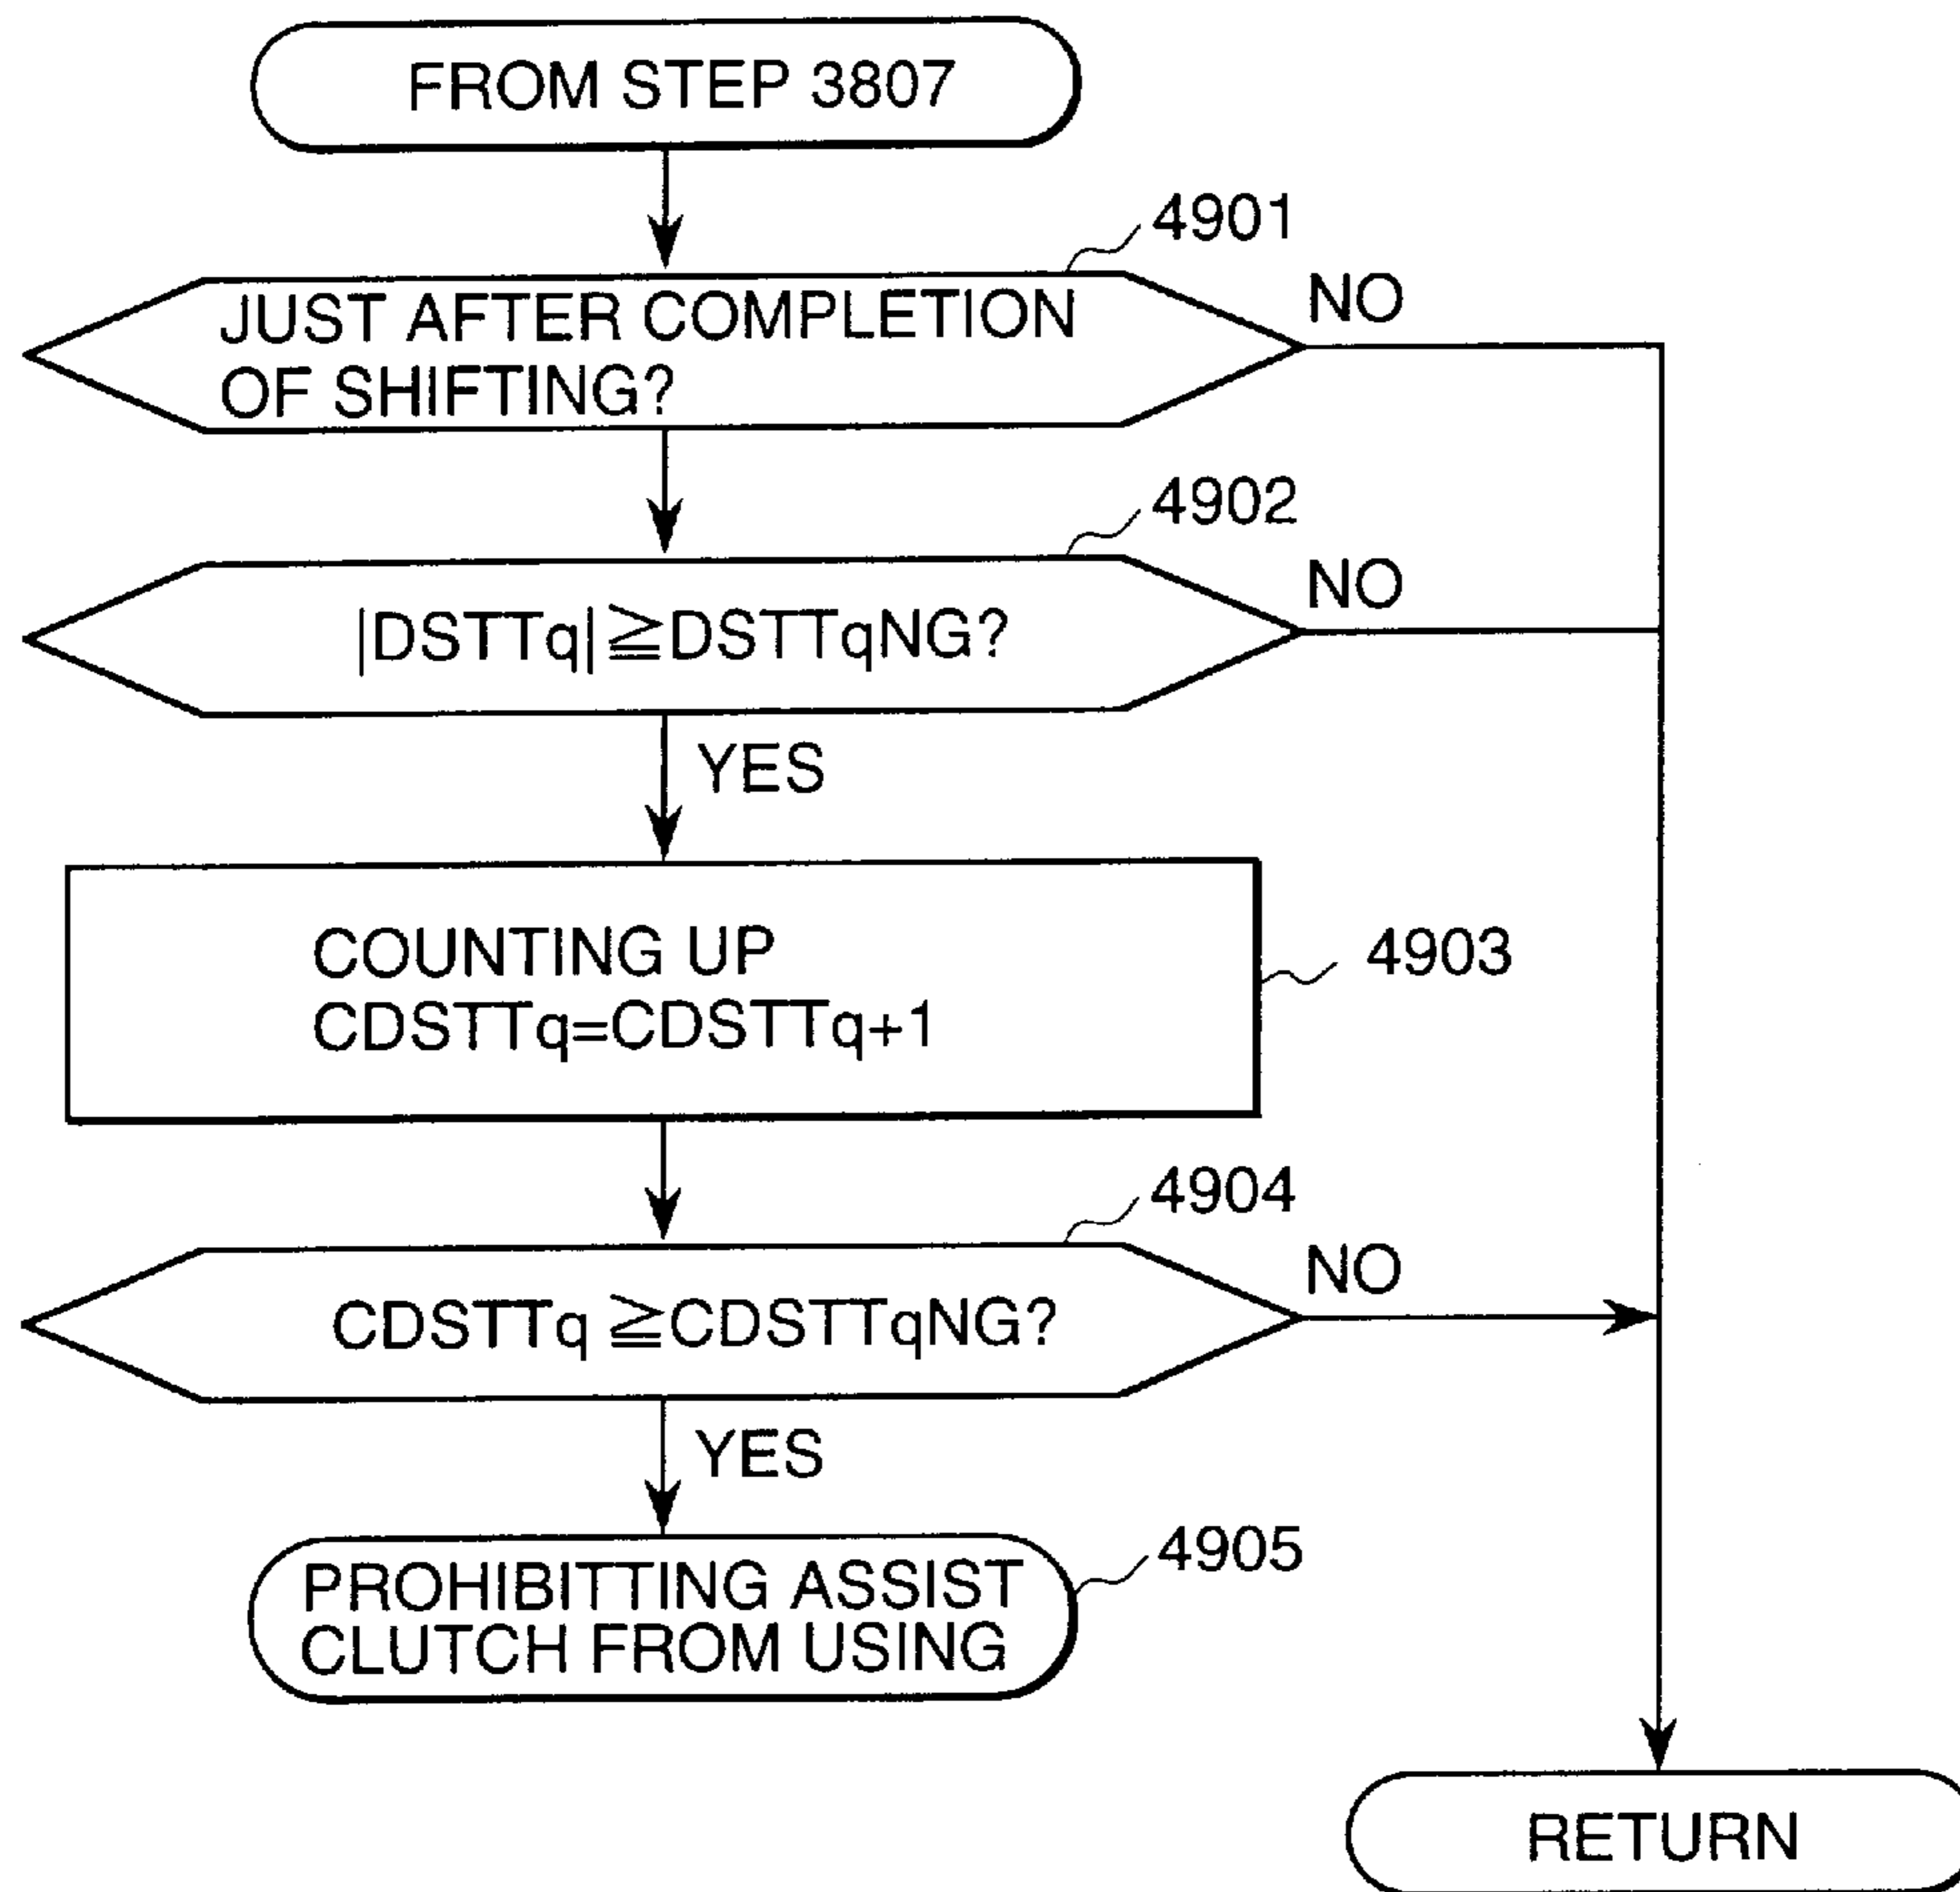 FROM STEP 3807
4901
JUST AFTER COMPLETION
OF SHIFTING?
NO
4902
|DSTTq|≧DSTTqNG?
NO
YES
COUNTING UP
CDSTTq=CDSTTq+1
4903
4904
CDSTTq ≧CDSTTqNG?
NO
YES
4905
PROHIBITTING ASSIST
CLUTCH FROM USING
RETURN